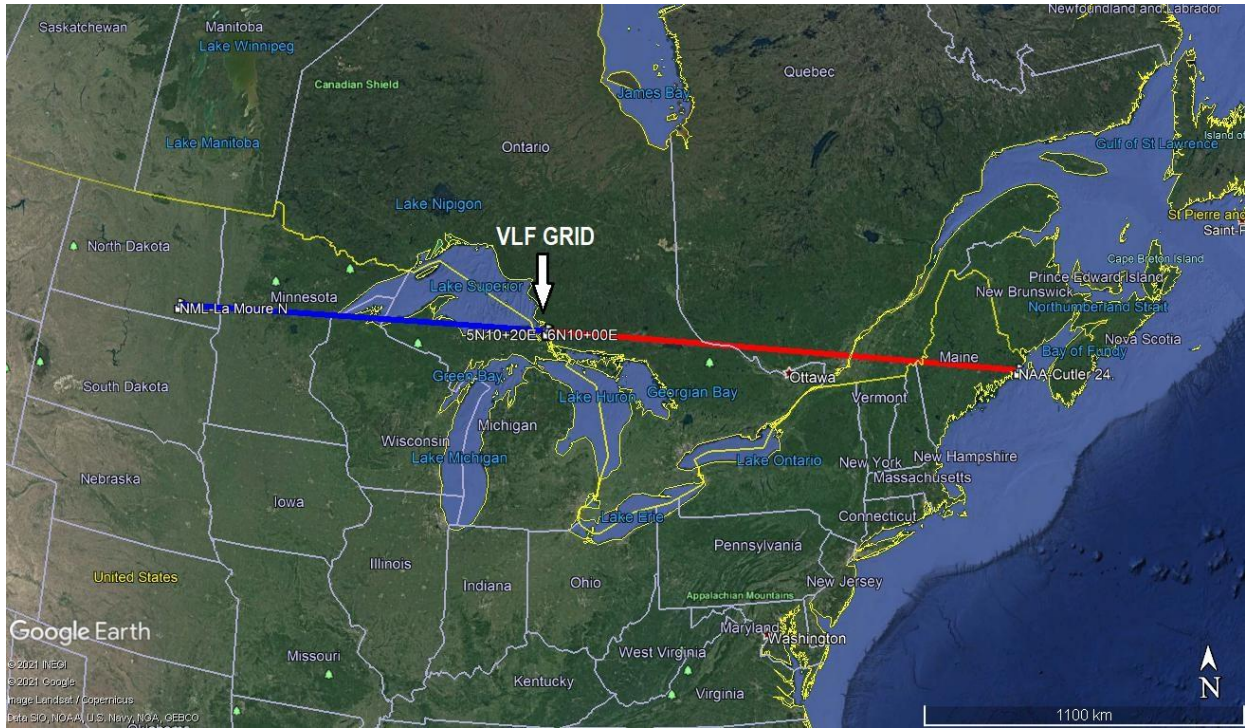 Newfoundland and Labrador
Saskatchewan
Manitoba
Lake Winnipeg
Quebec
Canadian Shield
James Bay
Island of
Lake Manitoba
Ontario
Gulf of St Lawrence
Lake Nipigon
St Pierre and
Saint-P
VLF GRID
North Dakota
Cape Breton Island
Prince Edward Island
Lake Superior
New Brunswick
Minnesota
Northumberland Strait
NML-La Moure N
-5N10+20E
6N10+00E
Nova Scotia
Maine
Bay of Fundy
Green Bay
Ottawa
NAA-Cutler 24.
South Dakota
Georgian Bay
Lake Huron
Vermont
Michigan
Wisconsin
Lake Michigan
Lake Ontario
New York
New Hampshire
Massachusetts
Nebraska
Iowa
Connecticut
Lake Erie
Pennsylvania
Illinois
United States
Indiana
Ohio
New Jersey
Appalachian Mountains
Google Earth
Maryland
Washington
West Virginia
Missouri
©2021 INEGI
©2021 Google
Kentucky
Virginia
N
Image Landsat / Copernicus
Data SIO, NOAA, U.S. Navy, NGA, GEBCO
1100 km